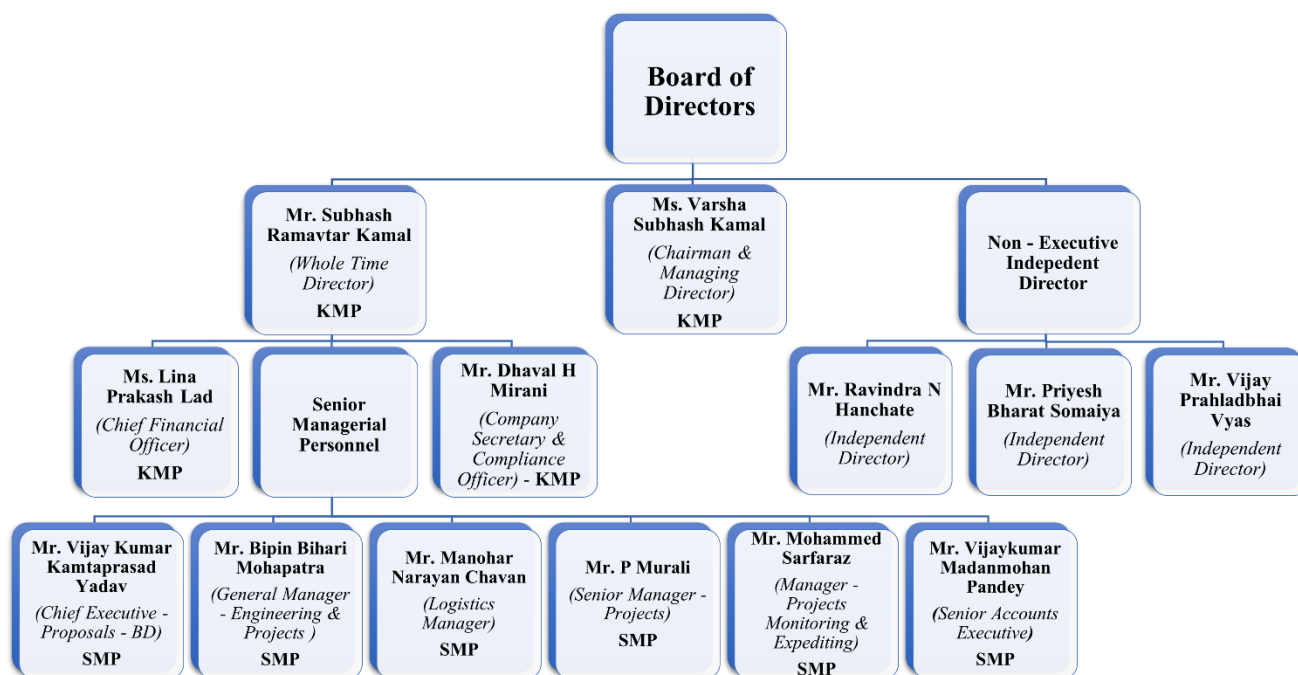 Board of
Directors
Mr. Subhash
Ramavtar Kamal
(Whole Time
Director)
KMP
Ms. Varsha
Subhash Kamal
(Chairman &
Managing
Director)
KMP
Non - Executive
Indepedent
Director
Ms. Lina
Prakash Lad
(Chief Financial
Officer)
KMP
Senior
Managerial
Personnel
Mr. Dhaval H
Mirani
(Company
Secretary &
Compliance
Officer) - KMP
Mr. Ravindra N
Hanchate
(Independent
Director)
Mr. Priyesh
Bharat Somaiya
(Independent
Director)
Mr. Vijay
Prahladbhai
Vyas
(Independent
Director)
Mr. Vijay Kumar
Kamtaprasad
Yadav
(Chief Executive -
Proposals - BD)
SMP
Mr. Bipin Bihari
Mohapatra
(General Manager
- Engineering &
Projects )
SMP
Mr. Manohar
Narayan Chavan
(Logistics
Manager)
SMP
Mr. P Murali
(Senior Manager -
Projects)
SMP
Mr. Mohammed
Sarfaraz
(Manager -
Projects
Monitoring &
Expediting)
SMP
Mr. Vijaykumar
Madanmohan
Pandey
(Senior Accounts
Executive)
SMP